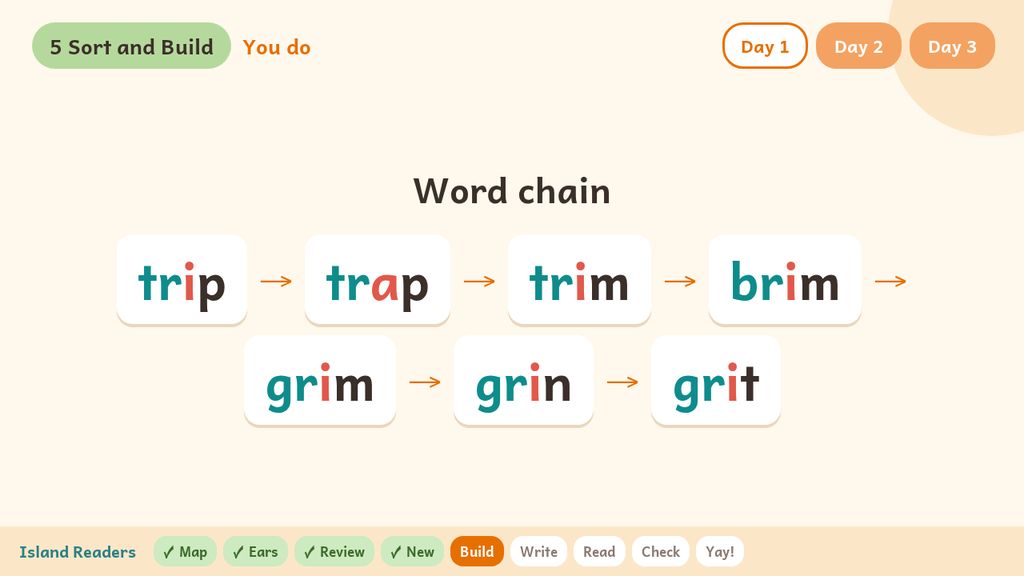 5 Sort and Build You do Day 1 Day 2 Day 3
Word chain
trip → trap → trim → brim →
grim → grin → grit
Island Readers ✓ Map ✓ Ears ✓ Review ✓ New Build Write Read Check Yay!